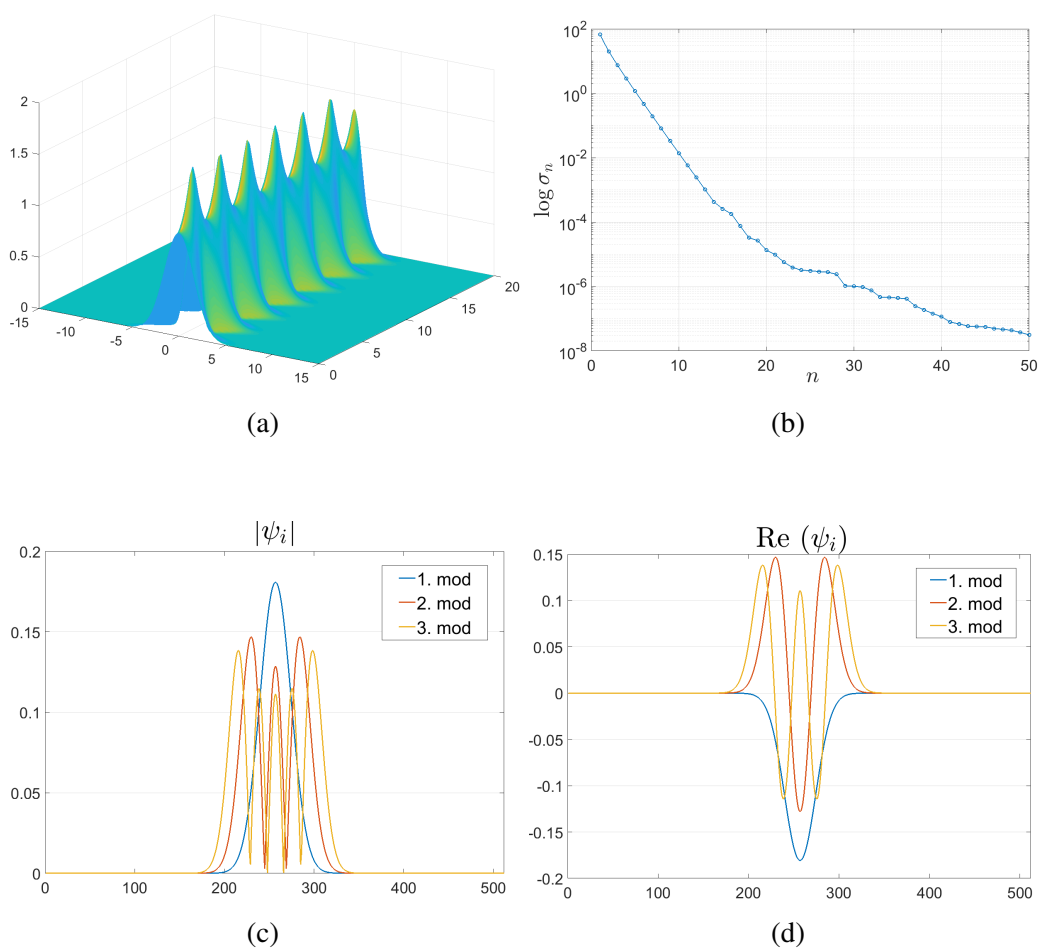 2
1.5
1
0.5
0
-15
-10
-5
0
5
10
15
0
5
10
15
20
(a)
10^2
10^0
10^-2
10^-4
10^-6
10^-8
log σ_n
0 10 20 30 40 50
n
(b)
|ψ_i|
0.2
0.15
0.1
0.05
0
1. mod
2. mod
3. mod
0 100 200 300 400 500
(c)
Re (ψ_i)
0.15
0.1
0.05
0
-0.05
-0.1
-0.15
-0.2
1. mod
2. mod
3. mod
0 100 200 300 400 500
(d)